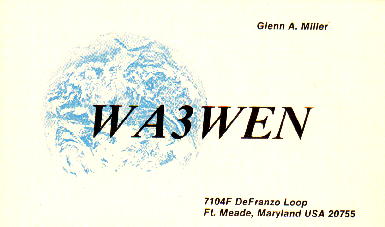 Glenn A. Miller
WA3WEN
7104F DeFranzo Loop
Ft. Meade, Maryland USA 20755